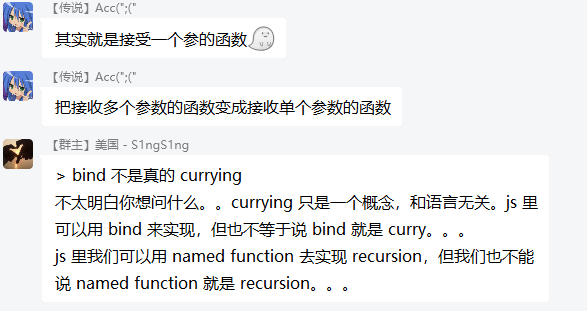 【传说】Acc(";("
其实就是接受一个参的函数
【传说】Acc(";("
把接收多个参数的函数变成接收单个参数的函数
【群主】美国 - S1ngS1ng
> bind 不是真的 currying
不太明白你想问什么。。currying 只是一个概念，和语言无关。js 里
可以用 bind 来实现，但也不等于说 bind 就是 curry。。。
js 里我们可以用 named function 去实现 recursion，但我们也不能
说 named function 就是 recursion。。。